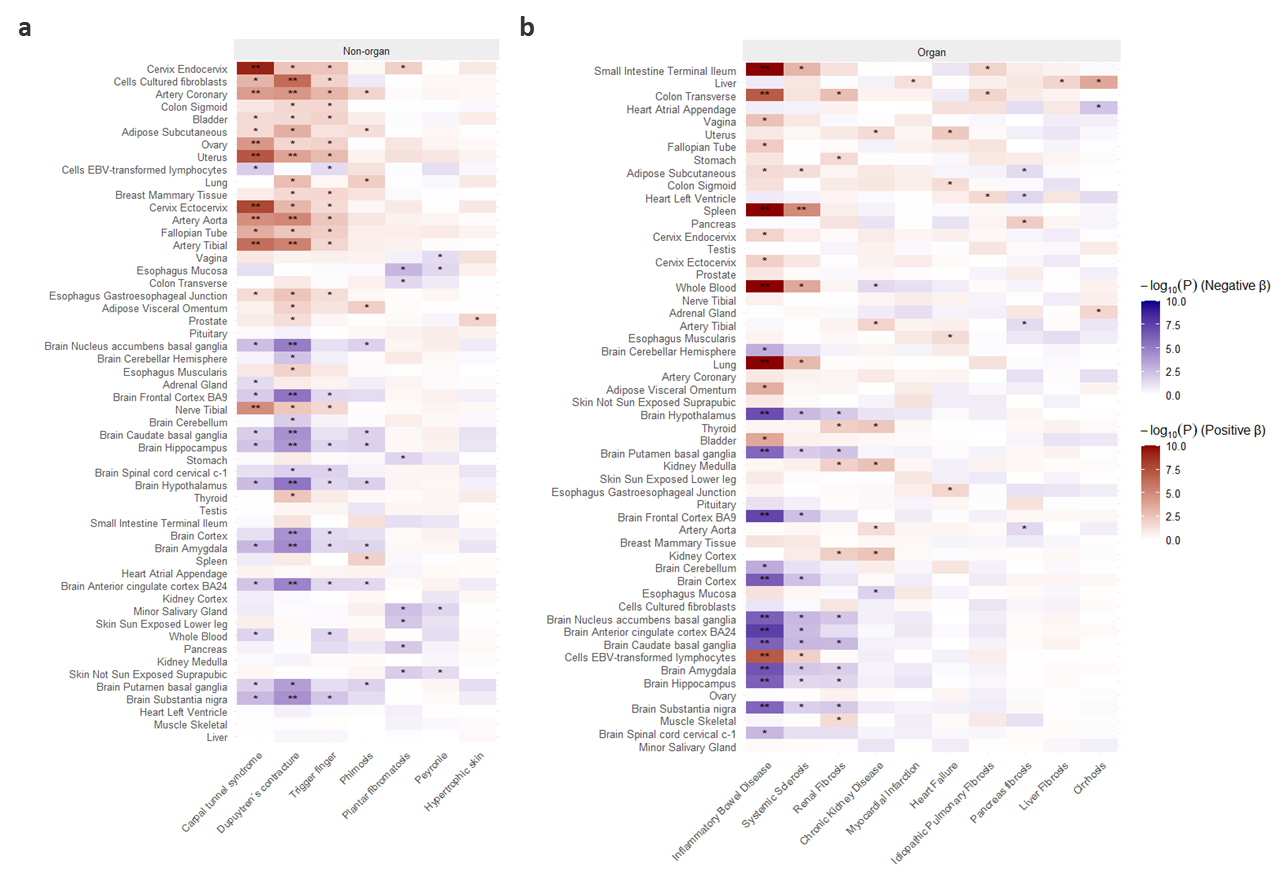 a
b
Non-organ
Cervix Endocervix ** * * *
Cells Cultured fibroblasts * ** *
Artery Coronary ** ** * *
Colon Sigmoid * *
Bladder * * *
Adipose Subcutaneous * * *
Ovary ** * *
Uterus ** ** *
Cells EBV-transformed lymphocytes * *
Lung * *
Breast Mammary Tissue * *
Cervix Ectocervix ** * *
Artery Aorta ** ** *
Fallopian Tube * * *
Artery Tibial ** ** *
Vagina *
Esophagus Mucosa * *
Colon Transverse *
Esophagus Gastroesophageal Junction * * *
Adipose Visceral Omentum * *
Prostate * *
Pituitary
Brain Nucleus accumbens basal ganglia * ** *
Brain Cerebellar Hemisphere *
Esophagus Muscularis *
Adrenal Gland *
Brain Frontal Cortex BA9 * ** *
Nerve Tibial ** * *
Brain Cerebellum *
Brain Caudate basal ganglia * ** *
Brain Hippocampus * ** * *
Stomach *
Brain Spinal cord cervical c-1 * *
Brain Hypothalamus * ** * *
Thyroid *
Testis
Small Intestine Terminal Ileum
Brain Cortex ** *
Brain Amygdala * ** * *
Spleen *
Heart Atrial Appendage
Brain Anterior cingulate cortex BA24 * ** * *
Kidney Cortex
Minor Salivary Gland * *
Skin Sun Exposed Lower leg *
Whole Blood * *
Pancreas *
Kidney Medulla
Skin Not Sun Exposed Suprapubic * *
Brain Putamen basal ganglia * * *
Brain Substantia nigra * ** *
Heart Left Ventricle
Muscle Skeletal
Liver
Carpal tunnel syndrome
Dupuytren's contracture
Trigger finger
Phimosis
Plantar fibromatosis
Peyronie
Hypertrophic skin
Organ
Small Intestine Terminal Ileum ** * *
Liver * * *
Colon Transverse ** * *
Heart Atrial Appendage *
Vagina *
Uterus * *
Fallopian Tube *
Stomach *
Adipose Subcutaneous * * *
Colon Sigmoid *
Heart Left Ventricle * *
Spleen ** **
Pancreas *
Cervix Endocervix *
Testis
Cervix Ectocervix *
Prostate
Whole Blood ** * *
Nerve Tibial
Adrenal Gland *
Artery Tibial * *
Esophagus Muscularis *
Brain Cerebellar Hemisphere *
Lung ** *
Artery Coronary
Adipose Visceral Omentum *
Skin Not Sun Exposed Suprapubic
Brain Hypothalamus ** * *
Thyroid * *
Bladder *
Brain Putamen basal ganglia ** * *
Kidney Medulla * *
Skin Sun Exposed Lower leg
Esophagus Gastroesophageal Junction *
Pituitary
Brain Frontal Cortex BA9 ** *
Artery Aorta * *
Breast Mammary Tissue
Kidney Cortex * *
Brain Cerebellum *
Brain Cortex ** *
Esophagus Mucosa *
Cells Cultured fibroblasts
Brain Nucleus accumbens basal ganglia ** * *
Brain Anterior cingulate cortex BA24 ** *
Brain Caudate basal ganglia ** * *
Cells EBV-transformed lymphocytes ** *
Brain Amygdala ** * *
Brain Hippocampus ** * *
Ovary
Brain Substantia nigra ** * *
Muscle Skeletal *
Brain Spinal cord cervical c-1 *
Minor Salivary Gland
Inflammatory Bowel Disease
Systemic Sclerosis
Renal Fibrosis
Chronic Kidney Disease
Myocardial Infarction
Heart Failure
Idiopathic Pulmonary Fibrosis
Pancreas fibrosis
Liver Fibrosis
Cirrhosis
−log10(P) (Negative β)
10.0
7.5
5.0
2.5
0.0
−log10(P) (Positive β)
10.0
7.5
5.0
2.5
0.0